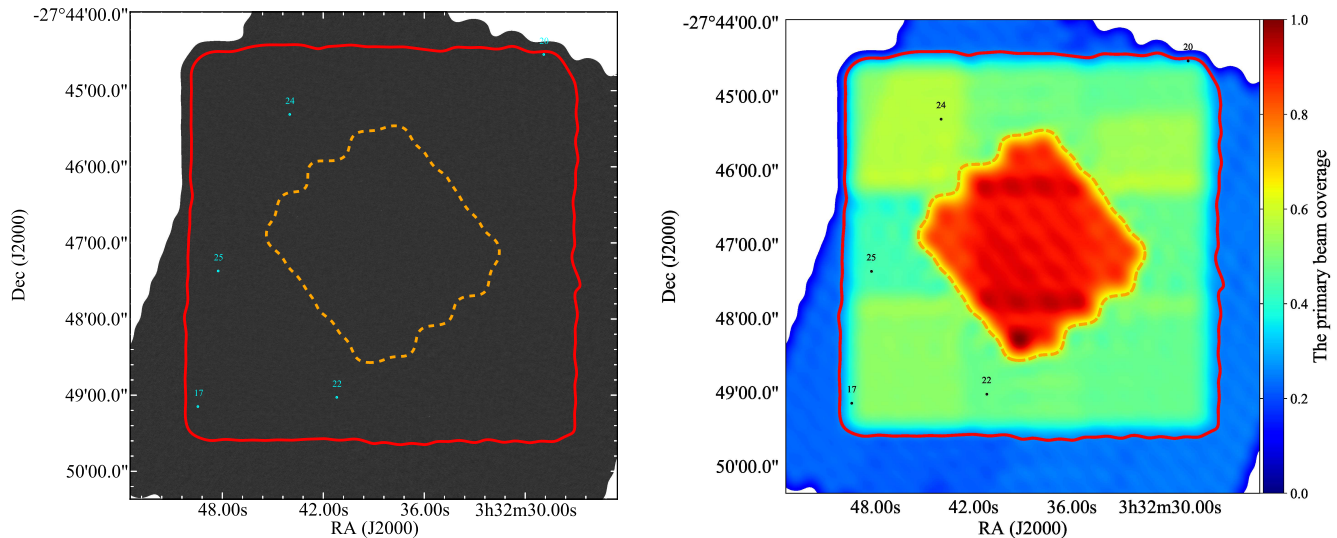 -27°44'00.0"
45'00.0"
46'00.0"
47'00.0"
48'00.0"
49'00.0"
50'00.0"
Dec (J2000)
20
24
25
17
22
48.00s
42.00s
36.00s
3h32m30.00s
RA (J2000)
-27°44'00.0"
45'00.0"
46'00.0"
47'00.0"
48'00.0"
49'00.0"
50'00.0"
Dec (J2000)
20
24
25
17
22
48.00s
42.00s
36.00s
3h32m30.00s
RA (J2000)
1.0
0.8
0.6
0.4
0.2
0.0
The primary beam coverage